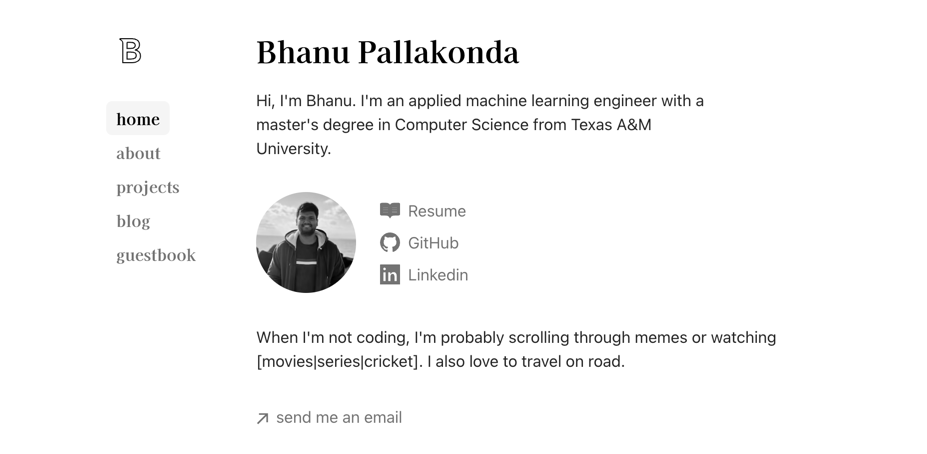 B
Bhanu Pallakonda
home
about
projects
blog
guestbook
Hi, I'm Bhanu. I'm an applied machine learning engineer with a
master's degree in Computer Science from Texas A&M
University.
Resume
GitHub
in Linkedin
When I'm not coding, I'm probably scrolling through memes or watching
[movies|series|cricket]. I also love to travel on road.
send me an email